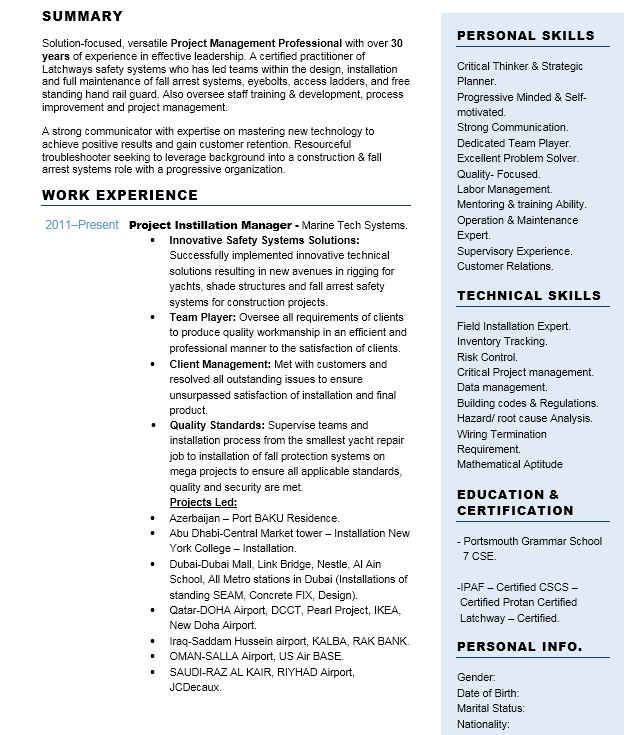 SUMMARY
Solution-focused, versatile Project Management Professional with over 30
years of experience in effective leadership. A certified practitioner of
Latchways safety systems who has led teams within the design, installation
and full maintenance of fall arrest systems, eyebolts, access ladders, and free
standing hand rail guard. Also oversee staff training & development, process
improvement and project management.
A strong communicator with expertise on mastering new technology to
achieve positive results and gain customer retention. Resourceful
troubleshooter seeking to leverage background into a construction & fall
arrest systems role with a progressive organization.
WORK EXPERIENCE
2011–Present Project Instillation Manager - Marine Tech Systems.
• Innovative Safety Systems Solutions:
Successfully implemented innovative technical
solutions resulting in new avenues in rigging for
yachts, shade structures and fall arrest safety
systems for construction projects.
• Team Player: Oversee all requirements of clients
to produce quality workmanship in an efficient and
professional manner to the satisfaction of clients.
• Client Management: Met with customers and
resolved all outstanding issues to ensure
unsurpassed satisfaction of installation and final
product.
• Quality Standards: Supervise teams and
installation process from the smallest yacht repair
job to installation of fall protection systems on
mega projects to ensure all applicable standards,
quality and security are met.
Projects Led:
• Azerbaijan – Port BAKU Residence.
• Abu Dhabi-Central Market tower – Installation New
York College – Installation.
• Dubai-Dubai Mall, Link Bridge, Nestle, Al Ain
School, All Metro stations in Dubai (Installations of
standing SEAM, Concrete FIX, Design).
• Qatar-DOHA Airport, DCCT, Pearl Project, IKEA,
New Doha Airport.
• Iraq-Saddam Hussein airport, KALBA, RAK BANK.
• OMAN-SALLA Airport, US Air BASE.
• SAUDI-RAZ AL KAIR, RIYHAD Airport,
JCDecaux.
PERSONAL SKILLS
Critical Thinker & Strategic
Planner.
Progressive Minded & Self-
motivated.
Strong Communication.
Dedicated Team Player.
Excellent Problem Solver.
Quality- Focused.
Labor Management.
Mentoring & training Ability.
Operation & Maintenance
Expert.
Supervisory Experience.
Customer Relations.
TECHNICAL SKILLS
Field Installation Expert.
Inventory Tracking.
Risk Control.
Critical Project management.
Data management.
Building codes & Regulations.
Hazard/ root cause Analysis.
Wiring Termination
Requirement.
Mathematical Aptitude
EDUCATION &
CERTIFICATION
- Portsmouth Grammar School
7 CSE.
-IPAF – Certified CSCS –
Certified Protan Certified
Latchway – Certified.
PERSONAL INFO.
Gender:
Date of Birth:
Marital Status:
Nationality: